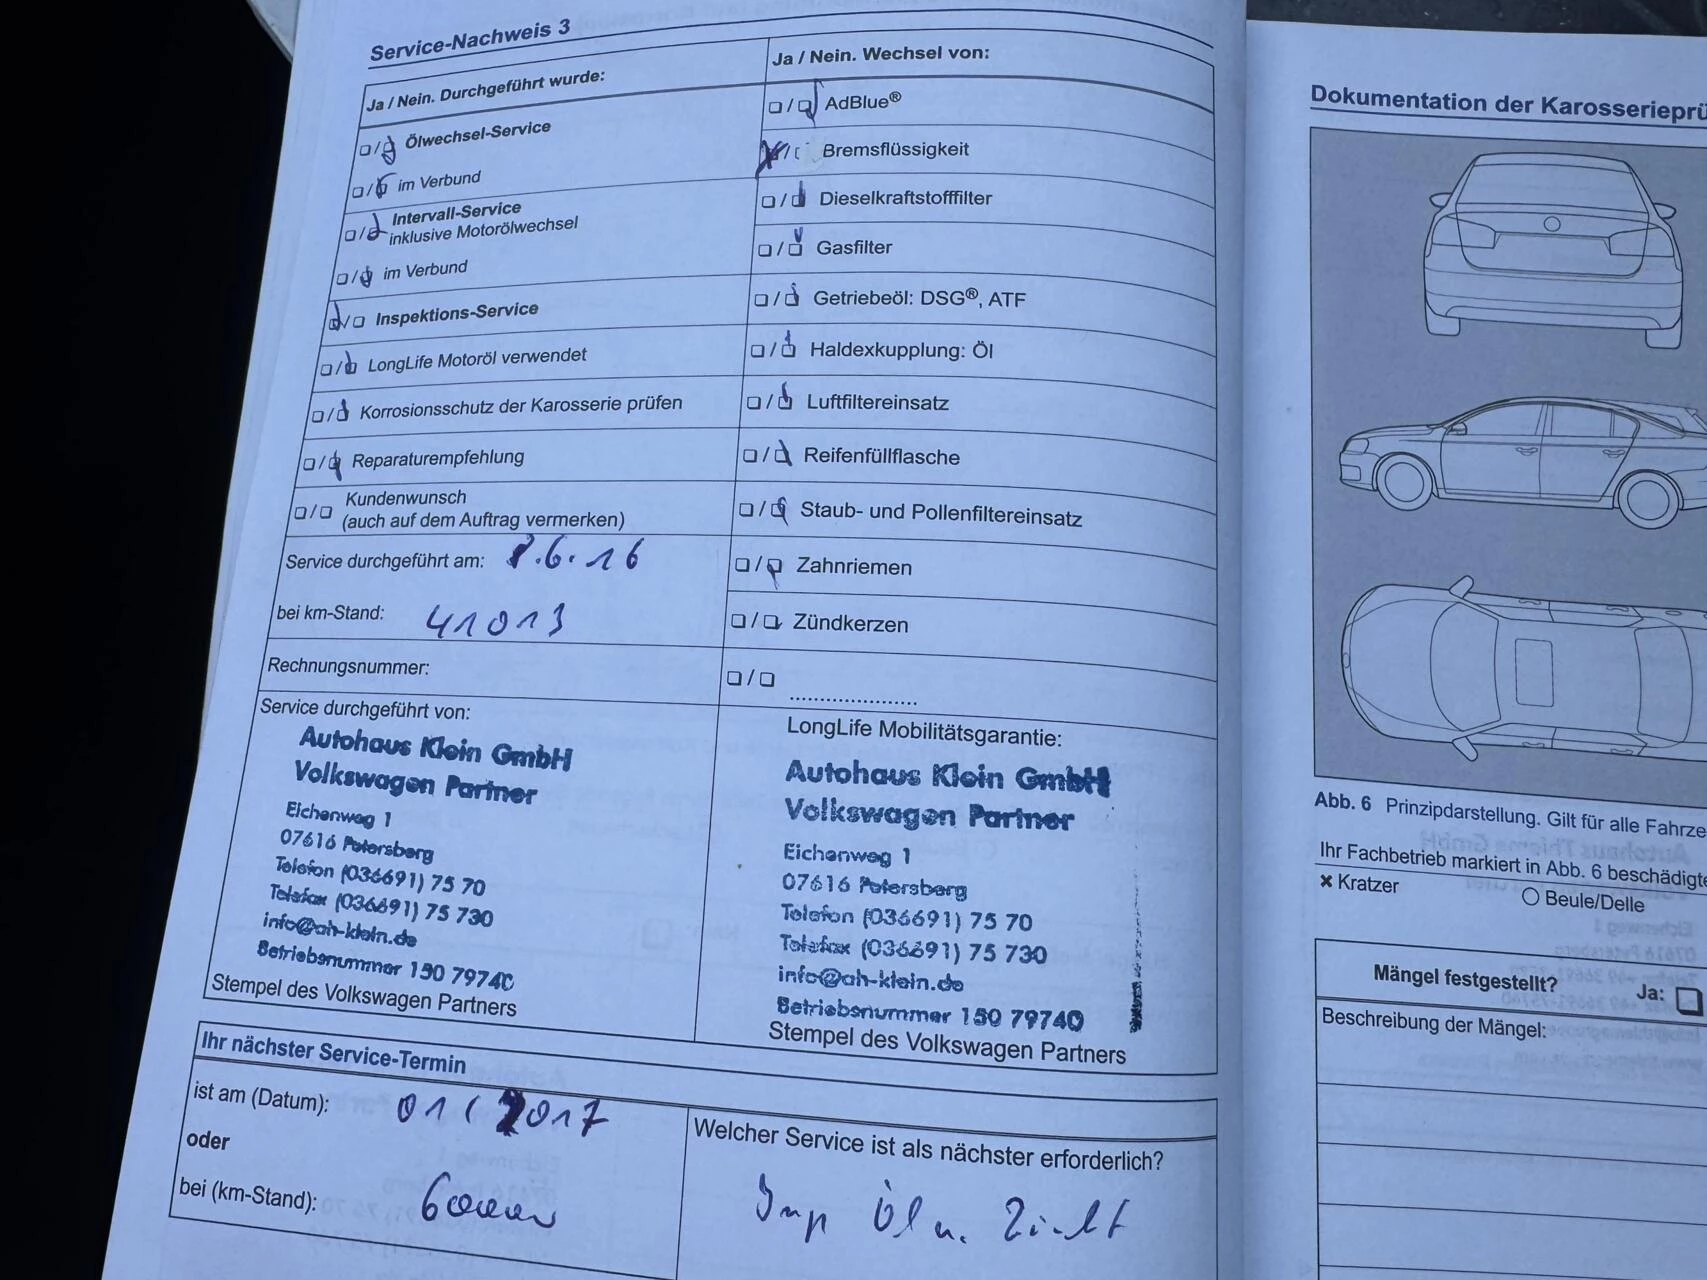 Service-Nachweis 3
Ja / Nein. Durchgeführt wurde:
Ölwechsel-Service
im Verbund
Intervall-Service
inklusive Motorölwechsel
im Verbund
Inspektions-Service
LongLife Motoröl verwendet
Korrosionsschutz der Karosserie prüfen
Reparaturempfehlung
Kundenwunsch
(auch auf dem Auftrag vermerken)
Service durchgeführt am: .6.16
bei km-Stand: 41013
Rechnungsnummer:
Service durchgeführt von:
Autohaus Klein GmbH
Volkswagen Partner
Eichenweg 1
07616 Petersberg
Telefon (036691) 75 70
Telefax (036691) 75 730
info@ah-klein.de
Betriebsnummer 150 79740
Stempel des Volkswagen Partners
Ja / Nein. Wechsel von:
AdBlue®
Bremsflüssigkeit
Dieselkraftstofffilter
Gasfilter
Getriebeöl: DSG®, ATF
Haldexkupplung: Öl
Luftfiltereinsatz
Reifenfüllflasche
Staub- und Pollenfiltereinsatz
Zahnriemen
Zündkerzen
....................
LongLife Mobilitätsgarantie:
Autohaus Klein GmbH
Volkswagen Partner
Eichenweg 1
07616 Petersberg
Telefon (036691) 75 70
Telefax (036691) 75 730
info@ah-klein.de
Betriebsnummer 150 79740
Stempel des Volkswagen Partners
Ihr nächster Service-Termin
ist am (Datum): 01/2017
oder
bei (km-Stand): 60000
Welcher Service ist als nächster erforderlich?
Insp Öl n.
Dokumentation der Karosserieprü
Abb. 6 Prinzipdarstellung. Gilt für alle Fahrze
Ihr Fachbetrieb markiert in Abb. 6 beschädigte
× Kratzer
Beule/Delle
Mängel festgestellt? Ja:
Beschreibung der Mängel: